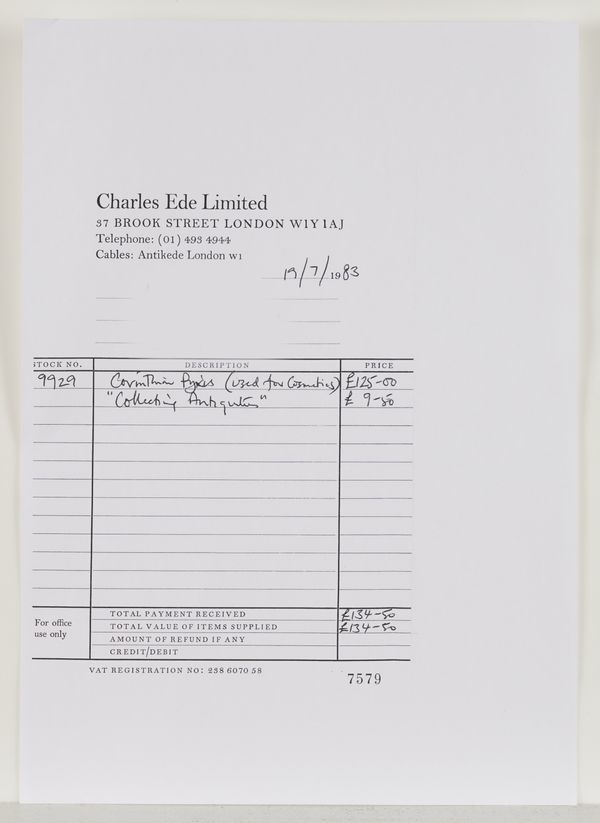 Charles Ede Limited
37 BROOK STREET LONDON W1Y 1AJ
Telephone: (01) 493 4944
Cables: Antikede London W1
19/7/1983
STOCK NO. DESCRIPTION PRICE
9929 Corinthian Pyxis (used for Cosmetics) £125-00
"Collecting Antiquities" £ 9-50
TOTAL PAYMENT RECEIVED £134-50
For office use only
TOTAL VALUE OF ITEMS SUPPLIED £134-50
AMOUNT OF REFUND IF ANY
CREDIT/DEBIT
VAT REGISTRATION NO: 238 6070 58
7579